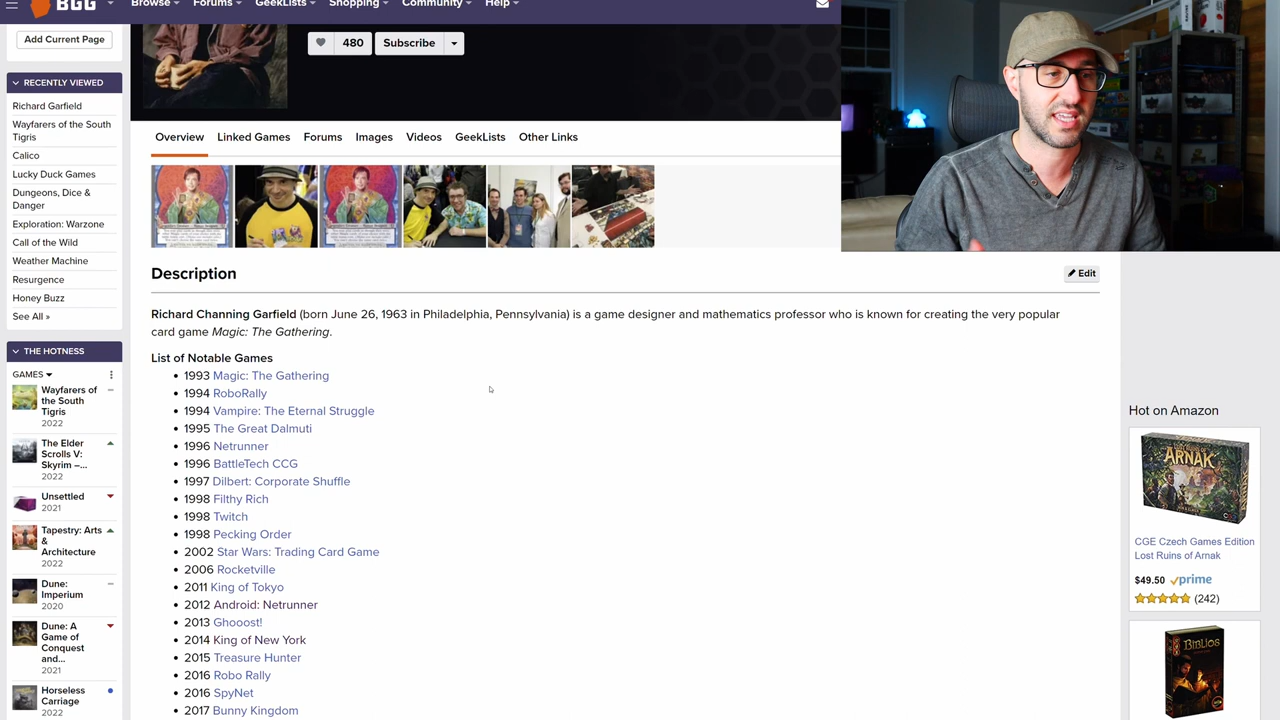 BGG
Browse
Forums
GeekLists
Shopping
Community
Help
Add Current Page
480
Subscribe
RECENTLY VIEWED
Richard Garfield
Wayfarers of the South
Tigris
Calico
Lucky Duck Games
Dungeons, Dice &
Danger
Exploration: Warzone
Call of the Wild
Weather Machine
Resurgence
Honey Buzz
See All »
THE HOTNESS
GAMES
Wayfarers of
the South
Tigris
2022
The Elder
Scrolls V:
Skyrim –...
2022
Unsettled
2021
Tapestry: Arts
&
Architecture
2022
Dune:
Imperium
2020
Dune: A
Game of
Conquest
and...
2021
Horseless
Carriage
2022
Overview
Linked Games
Forums
Images
Videos
GeekLists
Other Links
Description
Edit
Richard Channing Garfield (born June 26, 1963 in Philadelphia, Pennsylvania) is a game designer and mathematics professor who is known for creating the very popular
card game Magic: The Gathering.
List of Notable Games
• 1993 Magic: The Gathering
• 1994 RoboRally
• 1994 Vampire: The Eternal Struggle
• 1995 The Great Dalmuti
• 1996 Netrunner
• 1996 BattleTech CCG
• 1997 Dilbert: Corporate Shuffle
• 1998 Filthy Rich
• 1998 Twitch
• 1998 Pecking Order
• 2002 Star Wars: Trading Card Game
• 2006 Rocketville
• 2011 King of Tokyo
• 2012 Android: Netrunner
• 2013 Ghooost!
• 2014 King of New York
• 2015 Treasure Hunter
• 2016 Robo Rally
• 2016 SpyNet
• 2017 Bunny Kingdom
Hot on Amazon
ARNAK
CGE Czech Games Edition
Lost Ruins of Arnak
$49.50 prime
(242)
BIBLIOS